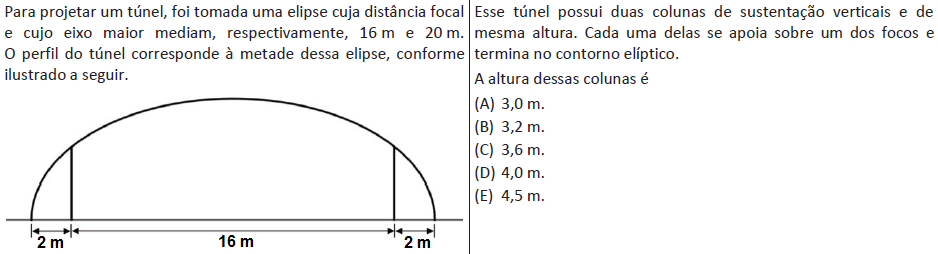 Para projetar um túnel, foi tomada uma elipse cuja distância focal
e cujo eixo maior mediam, respectivamente, 16 m e 20 m.
O perfil do túnel corresponde à metade dessa elipse, conforme
ilustrado a seguir.
2 m
16 m
2 m
Esse túnel possui duas colunas de sustentação verticais e de
mesma altura. Cada uma delas se apoia sobre um dos focos e
termina no contorno elíptico.
A altura dessas colunas é
(A) 3,0 m.
(B) 3,2 m.
(C) 3,6 m.
(D) 4,0 m.
(E) 4,5 m.